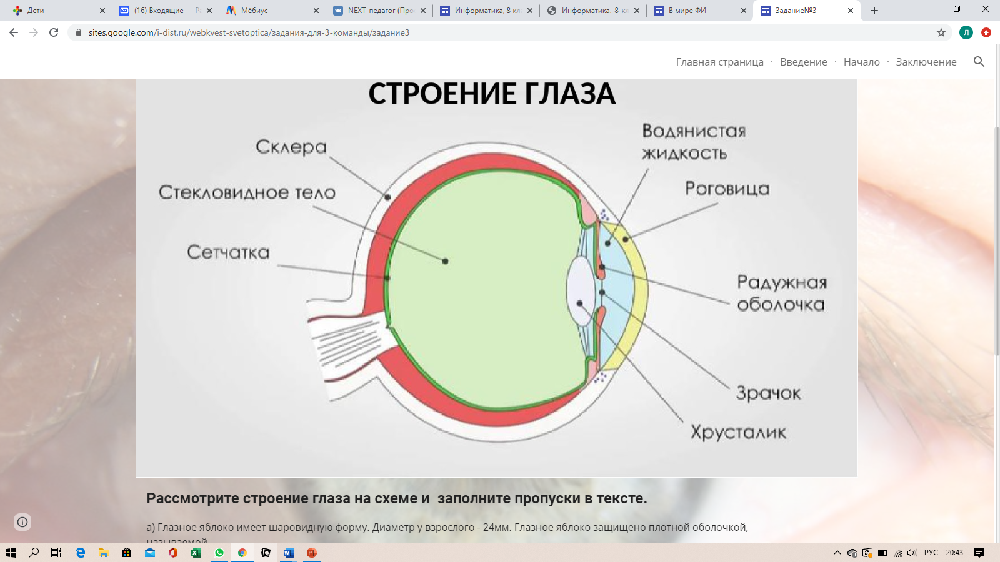 Дети
(16) Входящие — Р
Мёбиус
NEXT-педагог (Про
Информатика, 8 кл
Информатика.-8-кл
В мире ФИ
Задание№3
sites.google.com/i-dist.ru/webkvest-svetoptica/задания-для-3-команды/задание3
Л
Главная страница · Введение · Начало · Заключение
СТРОЕНИЕ ГЛАЗА
Склера
Стекловидное тело
Сетчатка
Водянистая
жидкость
Роговица
Радужная
оболочка
Зрачок
Хрусталик
Рассмотрите строение глаза на схеме и заполните пропуски в тексте.
а) Глазное яблоко имеет шаровидную форму. Диаметр у взрослого - 24мм. Глазное яблоко защищено плотной оболочкой,
называемой
РУС
20:43